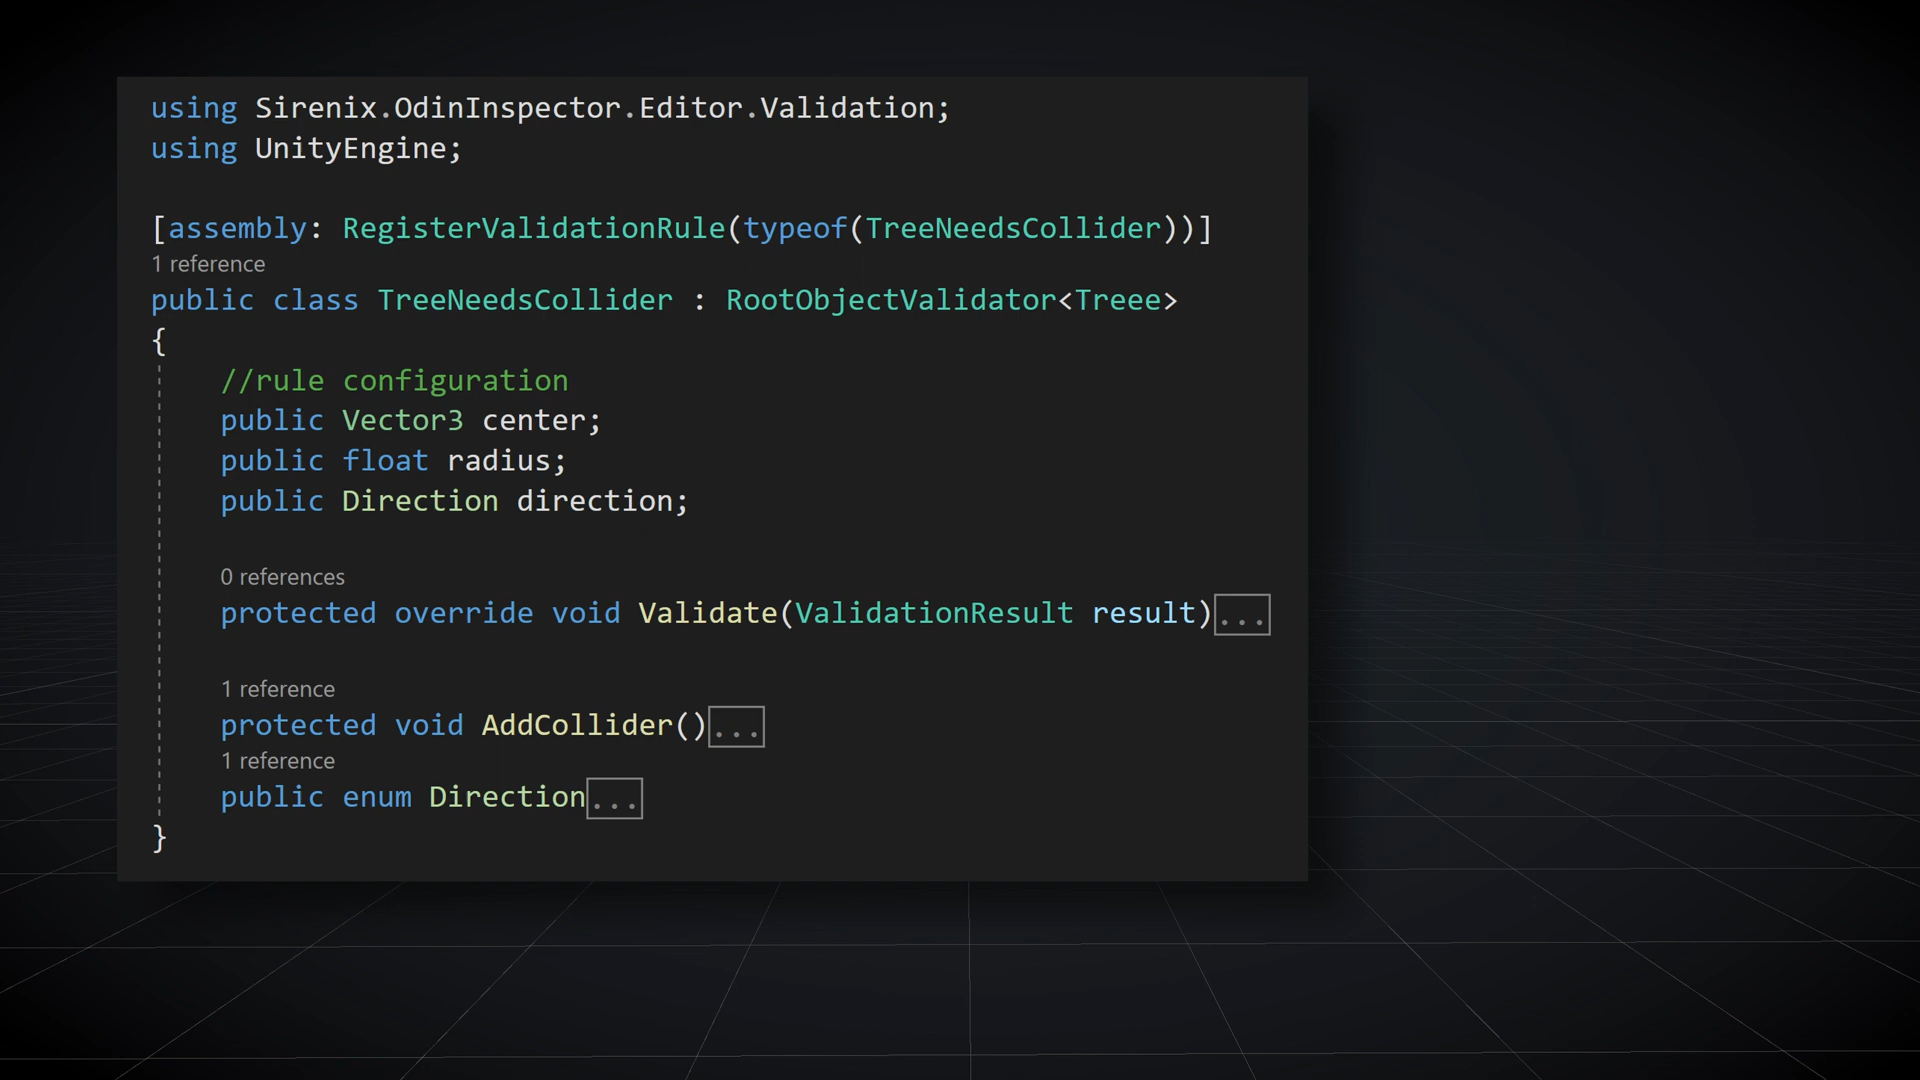 using Sirenix.OdinInspector.Editor.Validation;
using UnityEngine;
[assembly: RegisterValidationRule(typeof(TreeNeedsCollider))]
1 reference
public class TreeNeedsCollider : RootObjectValidator<Treee>
{
//rule configuration
public Vector3 center;
public float radius;
public Direction direction;
0 references
protected override void Validate(ValidationResult result)...
1 reference
protected void AddCollider()...
1 reference
public enum Direction...
}